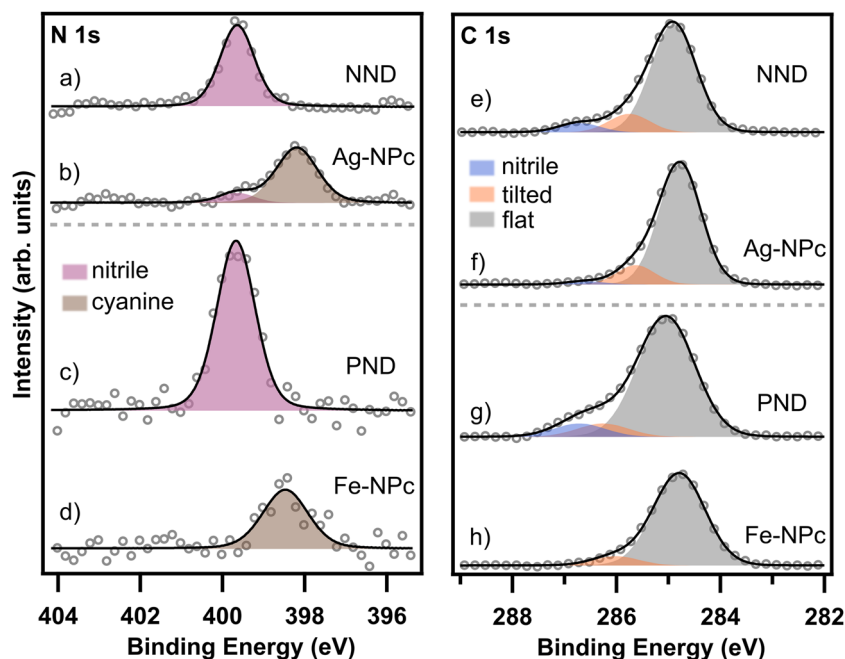 N 1s
a)
NND
b)
Ag-NPc
nitrile
cyanine
c)
PND
d)
Fe-NPc
404
402
400
398
396
Binding Energy (eV)
Intensity (arb. units)
C 1s
e)
NND
nitrile
tilted
flat
f)
Ag-NPc
g)
PND
h)
Fe-NPc
288
286
284
282
Binding Energy (eV)